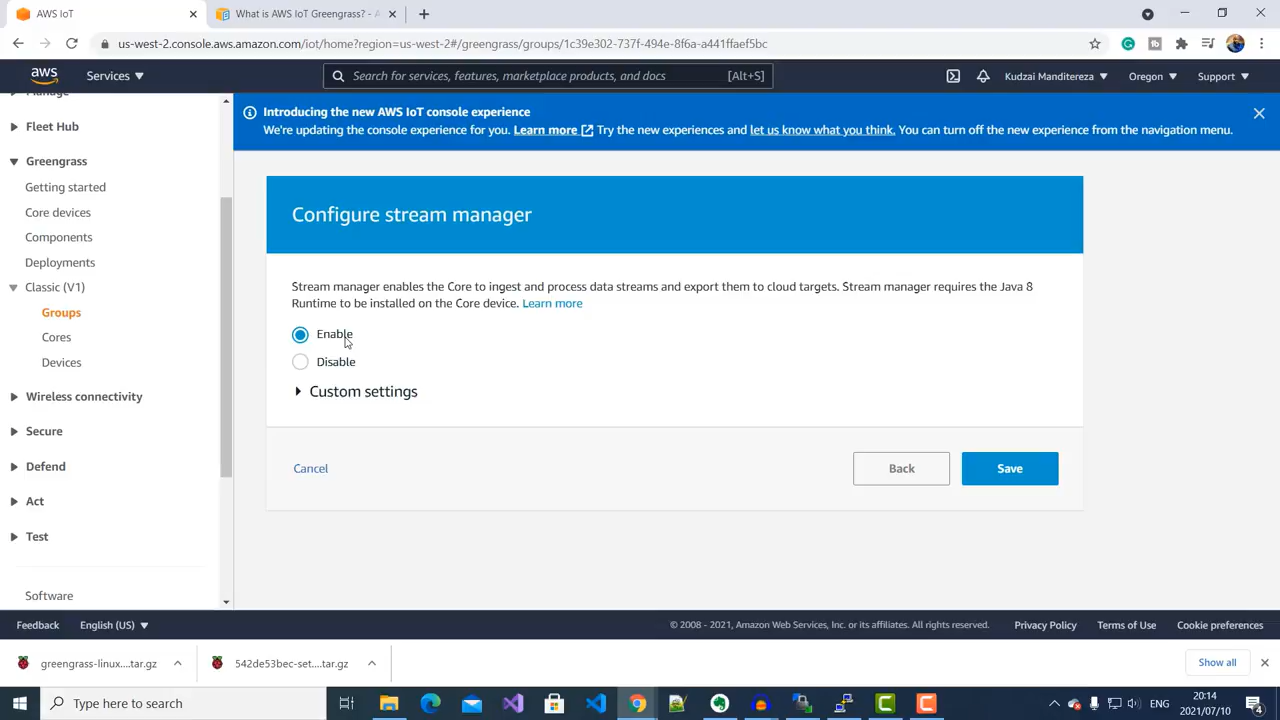 AWS IoT
What is AWS IoT Greengrass? - A
us-west-2.console.aws.amazon.com/iot/home?region=us-west-2#/greengrass/groups/1c39e302-737f-494e-8f6a-a441ffaef5bc
aws
Services
Search for services, features, marketplace products, and docs
[Alt+S]
Kudzai Manditereza
Oregon
Support
Manage
Fleet Hub
Greengrass
Getting started
Core devices
Components
Deployments
Classic (V1)
Groups
Cores
Devices
Wireless connectivity
Secure
Defend
Act
Test
Software
Introducing the new AWS IoT console experience
We're updating the console experience for you. Learn more Try the new experiences and let us know what you think. You can turn off the new experience from the navigation menu.
Configure stream manager
Stream manager enables the Core to ingest and process data streams and export them to cloud targets. Stream manager requires the Java 8
Runtime to be installed on the Core device. Learn more
Enable
Disable
Custom settings
Cancel
Back
Save
Feedback
English (US)
© 2008 - 2021, Amazon Web Services, Inc. or its affiliates. All rights reserved.
Privacy Policy
Terms of Use
Cookie preferences
greengrass-linux....tar.gz
542de53bec-set....tar.gz
Show all
Type here to search
ENG
20:14
2021/07/10
4